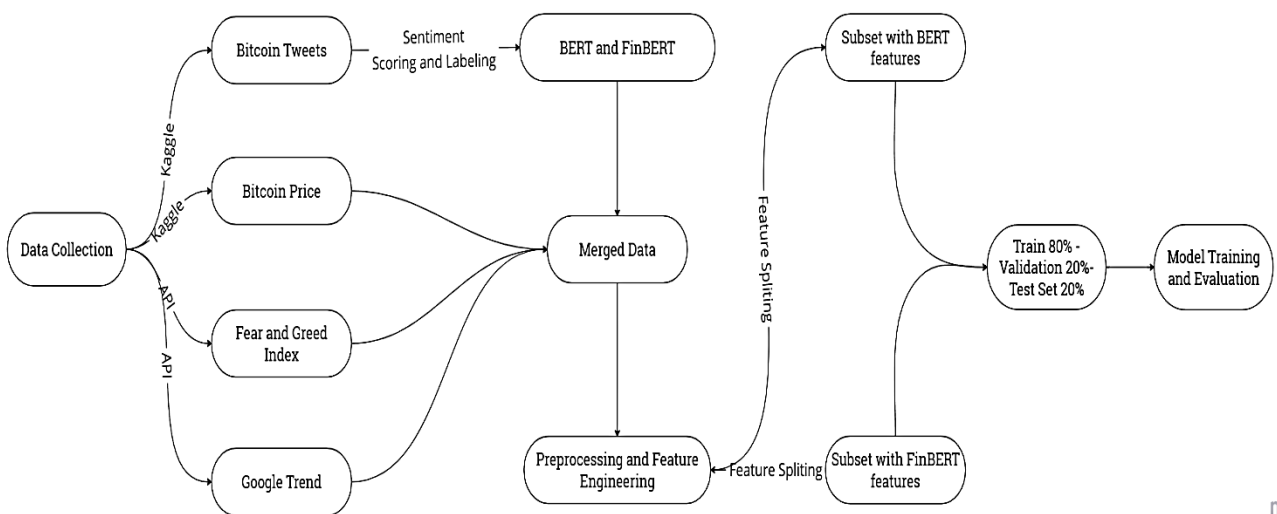 Data Collection
Kaggle
Kaggle
API
API
Bitcoin Tweets
Bitcoin Price
Fear and Greed
Index
Google Trend
Sentiment
Scoring and Labeling
BERT and FinBERT
Merged Data
Preprocessing and Feature
Engineering
Feature Spliting
Feature Spliting
Subset with BERT
features
Subset with FinBERT
features
Train 80% -
Validation 20%-
Test Set 20%
Model Training
and Evaluation